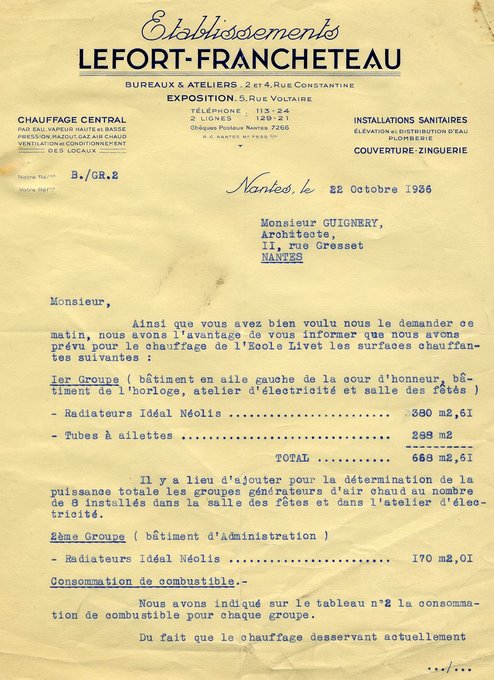 Etablissements
LEFORT-FRANCHETEAU
BUREAUX & ATELIERS. 2 ET 4, RUE CONSTANTINE
EXPOSITION. 5, RUE VOLTAIRE
TÉLÉPHONE 113-24
2 LIGNES 129-21
Chèques Postaux Nantes 7266
R.C. NANTES Nº 7835
CHAUFFAGE CENTRAL
PAR EAU, VAPEUR HAUTE ET BASSE
PRESSION, MAZOUT, GAZ, AIR CHAUD
VENTILATION ET CONDITIONNEMENT
DES LOCAUX
INSTALLATIONS SANITAIRES
ÉLÉVATION ET DISTRIBUTION D'EAU
PLOMBERIE
COUVERTURE-ZINGUERIE
Notre Réf. B./GR.2
Votre Réf.
Nantes, le 22 Octobre I936
Monsieur GUIGNERY,
Architecte,
II, rue Gresset
NANTES
Monsieur,
Ainsi que vous avez bien voulu nous le demander ce
matin, nous avons l'avantage de vous informer que nous avons
prévu pour le chauffage de l'Ecole Livet les surfaces chauffan-
tes suivantes :
Ier Groupe ( bâtiment en aile gauche de la cour d'honneur, bâ-
timent de l'horloge, atelier d'électricité et salle des fêtes )
- Radiateurs Idéal Néolis ...................... 380 m2,6I
- Tubes à ailettes ............................. 288 m2
TOTAL ........... 668 m2,6I
Il y a lieu d'ajouter pour la détermination de la
puissance totale les groupes générateurs d'air chaud au nombre
de 8 installés dans la salle des fêtes et dans l'atelier d'élec-
tricité.
2ème Groupe ( bâtiment d'Administration )
- Radiateurs Idéal Néolis ...................... I70 m2,0I
Consommation de combustible.-
Nous avons indiqué sur le tableau n°2 la consomma-
tion de combustible pour chaque groupe.
Du fait que le chauffage desservant actuellement
.../...